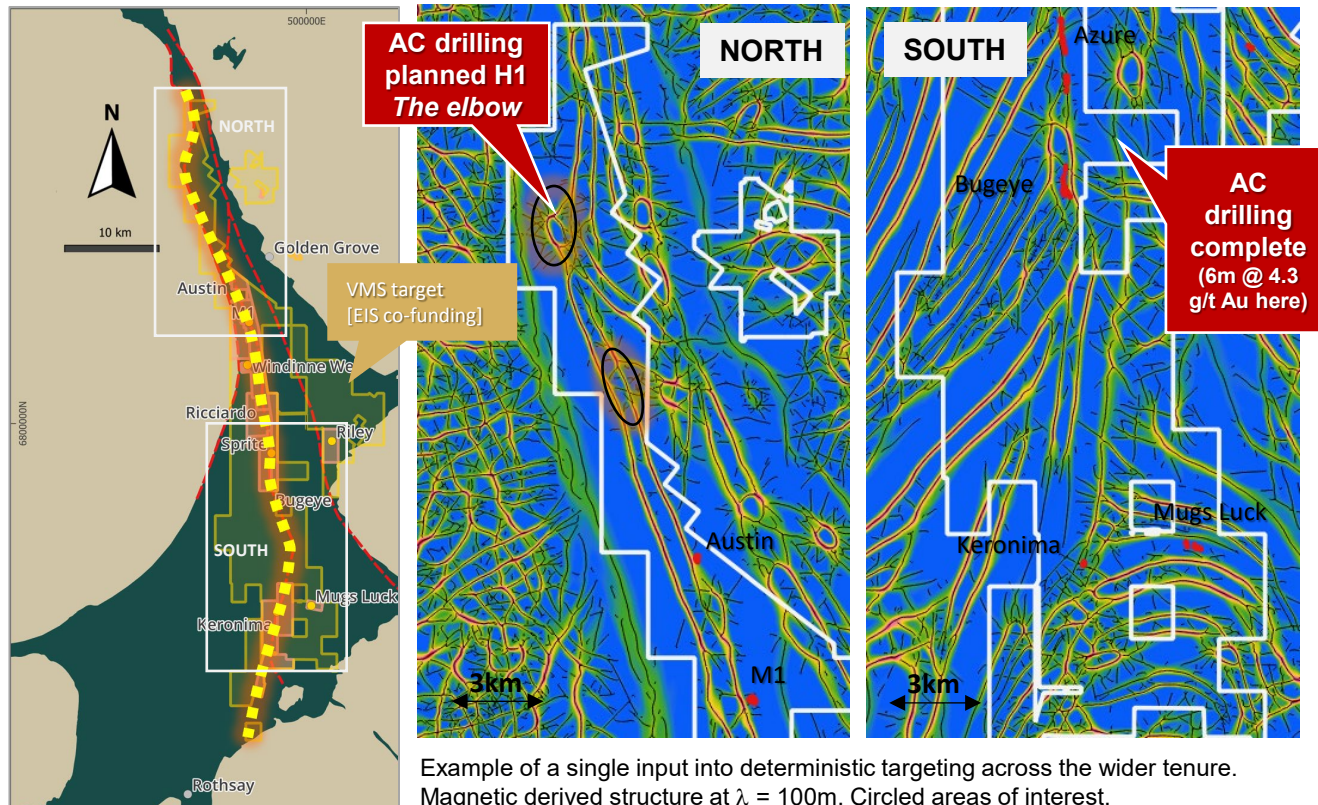 500000E
N
10 km
6800000N
NORTH
Golden Grove
Austin
M1
Windinne We
Ricciardo
Sprite
Riley
Bugeye
SOUTH
Mugs Luck
Keronima
Rothsay
VMS target
[EIS co-funding]
AC drilling
planned H1
The elbow
NORTH
Austin
M1
3km
SOUTH
Azure
Bugeye
AC
drilling
complete
(6m @ 4.3
g/t Au here)
Mugs Luck
Keronima
3km
Example of a single input into deterministic targeting across the wider tenure.
Magnetic derived structure at λ = 100m. Circled areas of interest.